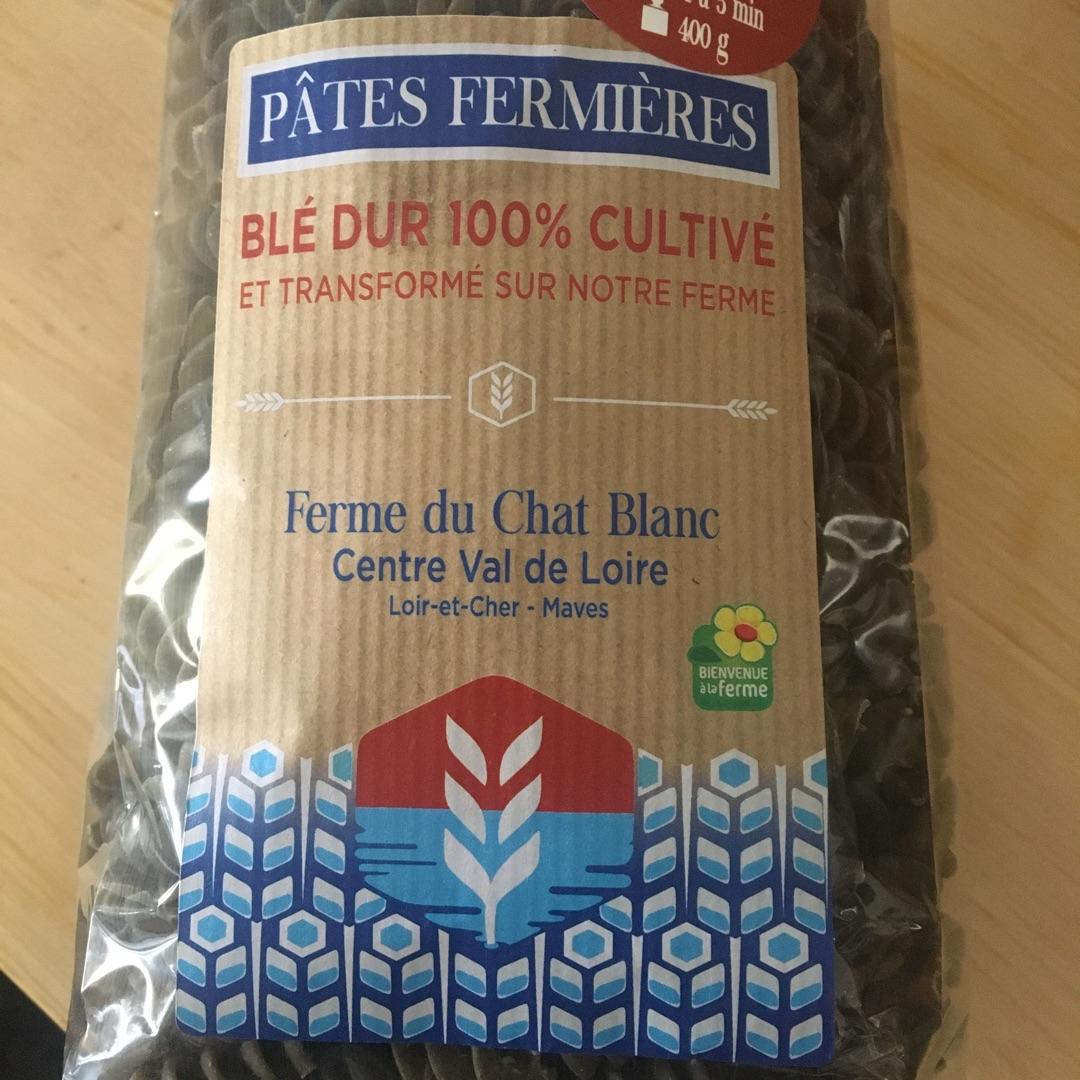 5 min
400 g
PÂTES FERMIÈRES
BLÉ DUR 100% CULTIVÉ
ET TRANSFORMÉ SUR NOTRE FERME
Ferme du Chat Blanc
Centre Val de Loire
Loir-et-Cher - Maves
BIENVENUE
à la ferme